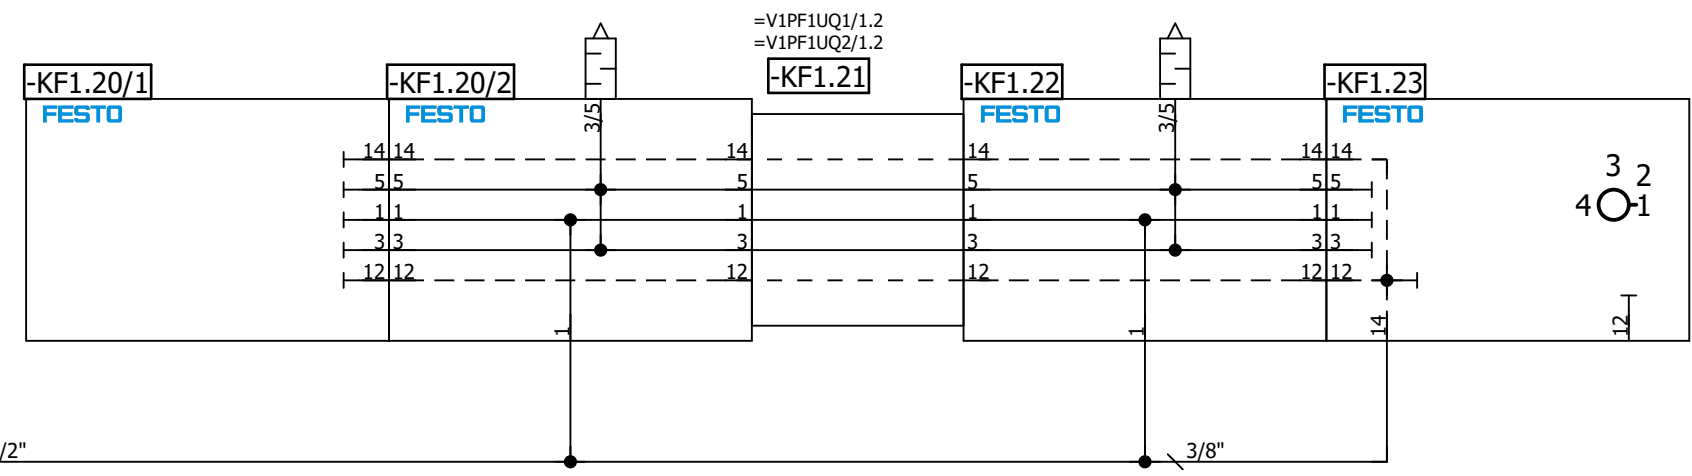 =V1PF1UQ1/1.2
=V1PF1UQ2/1.2
-KF1.20/1
-KF1.20/2
-KF1.21
-KF1.22
-KF1.23
FESTO
FESTO
FESTO
FESTO
3/5
3/5
14 14 14 14 14 14
5 5 5 5 5 5
1 1 1 1 1 1
3 3 3 3 3 3
12 12 12 12 12 12
3
2
4
1
1
1
14
12
/2"
3/8"